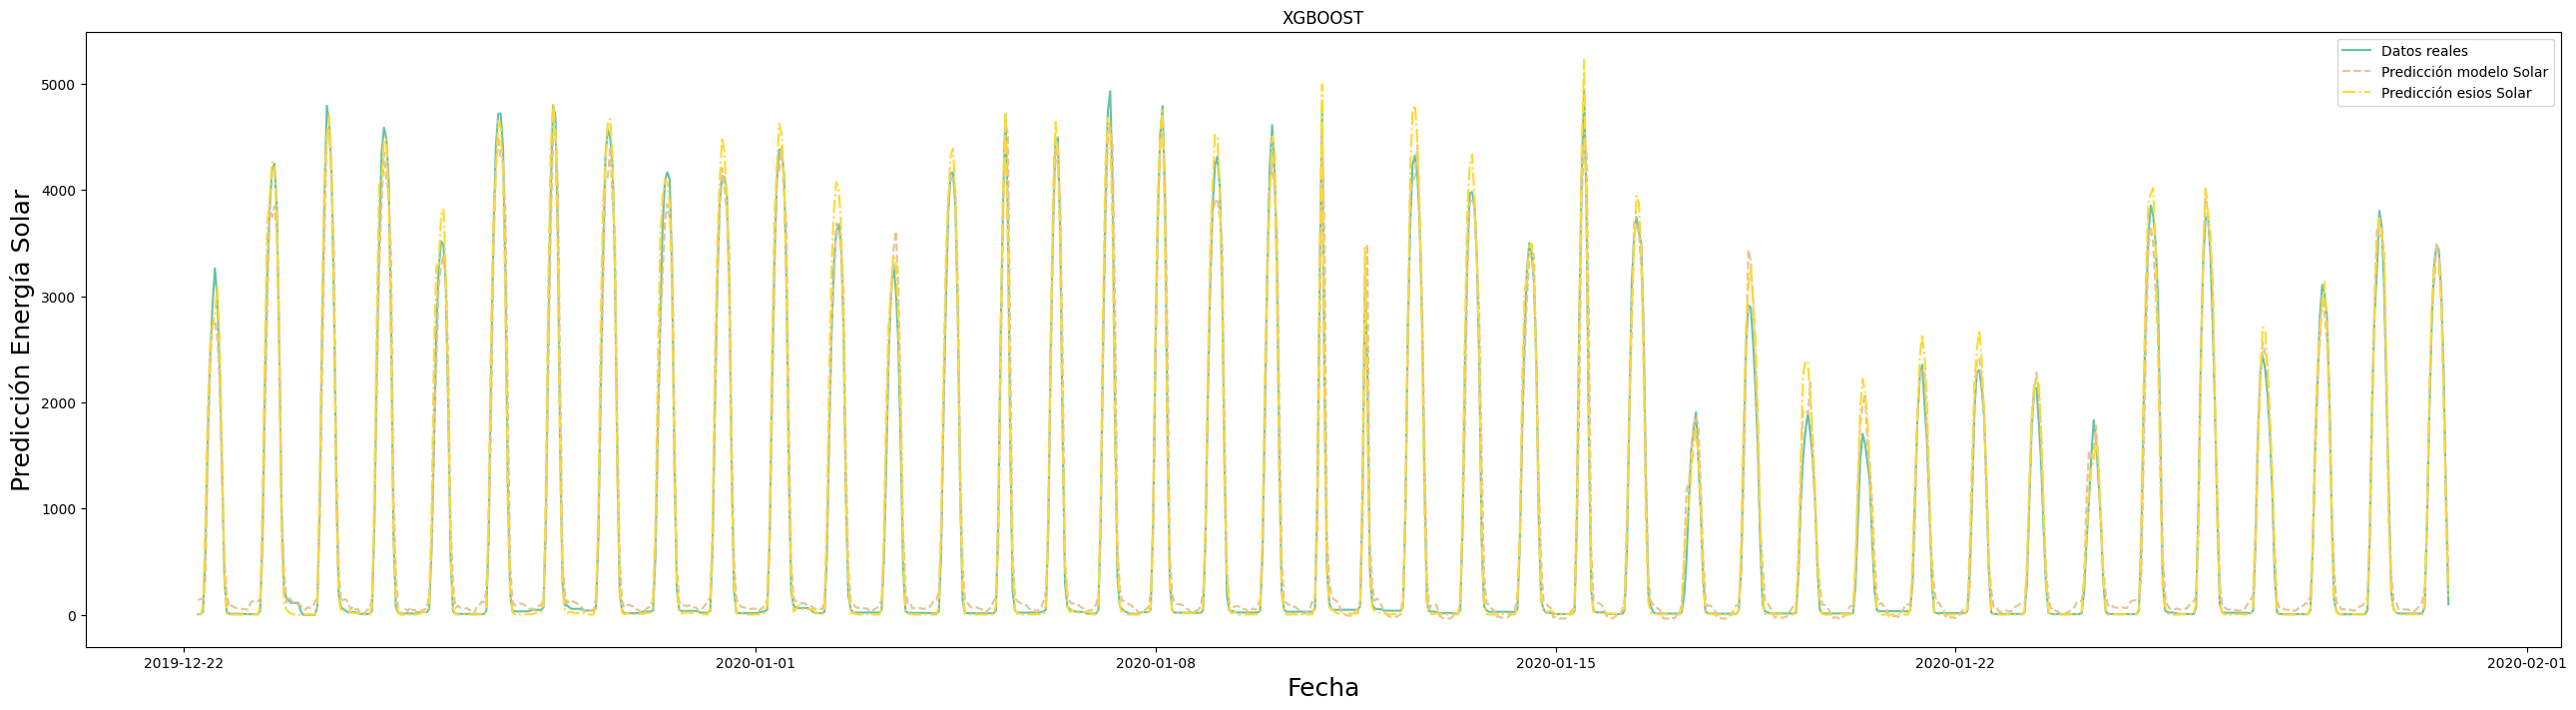 XGBOOST
Datos reales
Predicción modelo Solar
Predicción esios Solar
Predicción Energía Solar
5000
4000
3000
2000
1000
0
2019-12-22
2020-01-01
2020-01-08
2020-01-15
2020-01-22
2020-02-01
Fecha